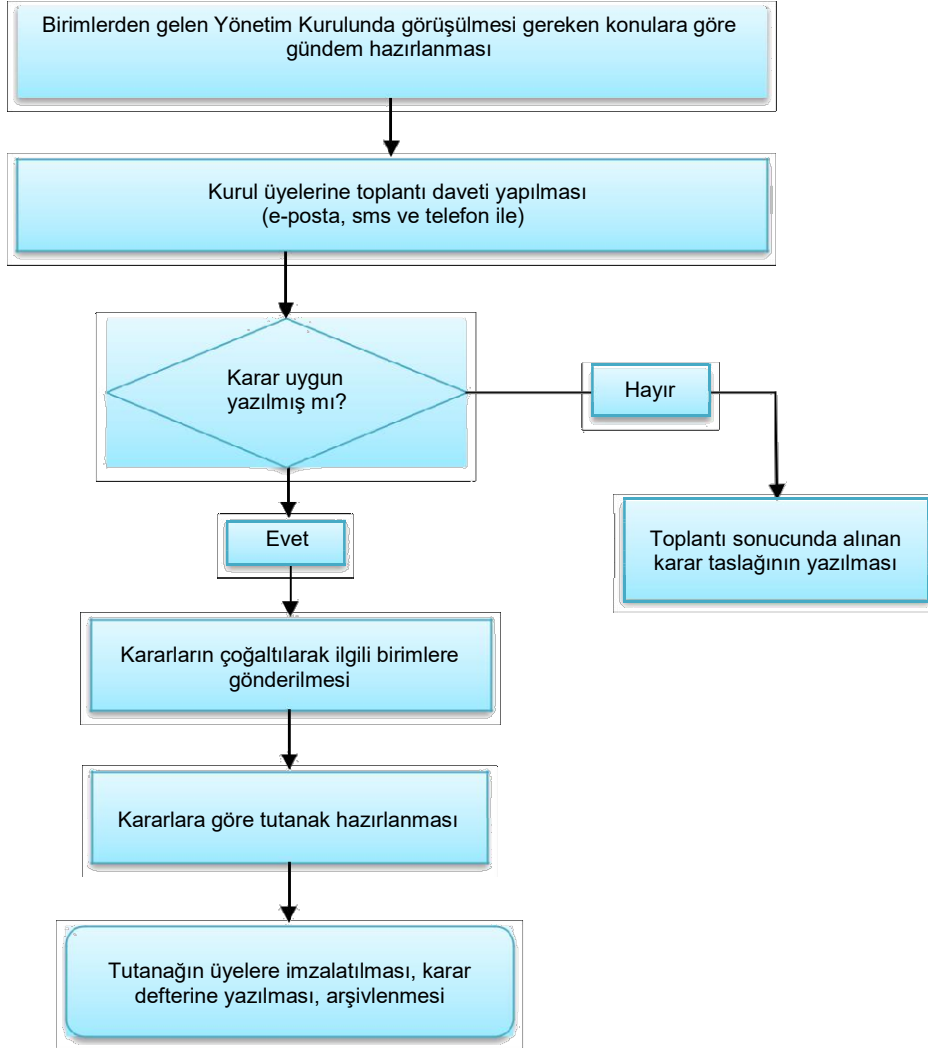 Birimlerden gelen Yönetim Kurulunda görüşülmesi gereken konulara göre
gündem hazırlanması
Kurul üyelerine toplantı daveti yapılması
(e-posta, sms ve telefon ile)
Karar uygun
yazılmış mı?
Hayır
Evet
Toplantı sonucunda alınan
karar taslağının yazılması
Kararların çoğaltılarak ilgili birimlere
gönderilmesi
Kararlara göre tutanak hazırlanması
Tutanağın üyelere imzalatılması, karar
defterine yazılması, arşivlenmesi